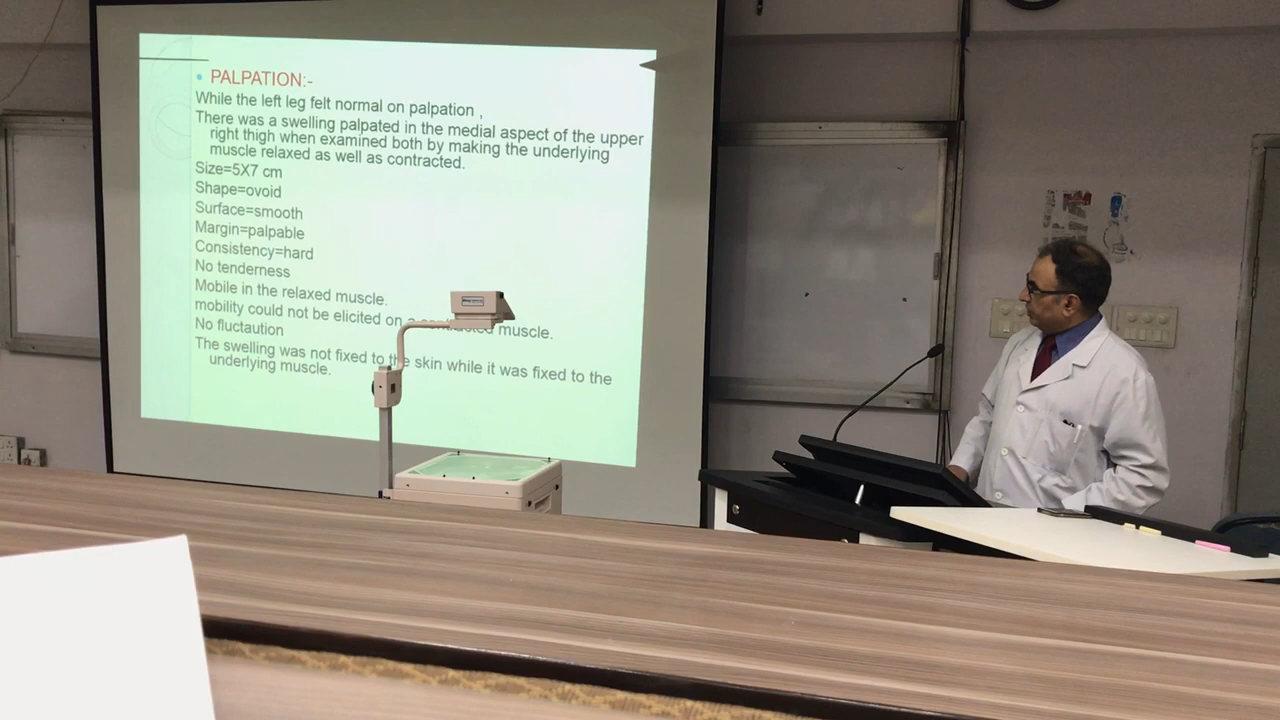 PALPATION:-
While the left leg felt normal on palpation ,
There was a swelling palpated in the medial aspect of the upper
right thigh when examined both by making the underlying
muscle relaxed as well as contracted.
Size=5X7 cm
Shape=ovoid
Surface=smooth
Margin=palpable
Consistency=hard
No tenderness
Mobile in the relaxed muscle.
mobility could not be elicited on a contracted muscle.
No fluctaution
The swelling was not fixed to the skin while it was fixed to the
underlying muscle.